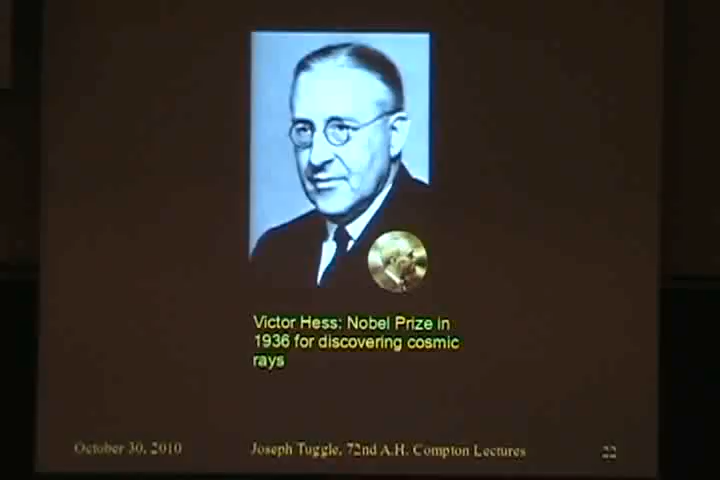 Victor Hess: Nobel Prize in
1936 for discovering cosmic
rays
October 30, 2010
Joseph Tuggle, 72nd A.H. Compton Lectures
22